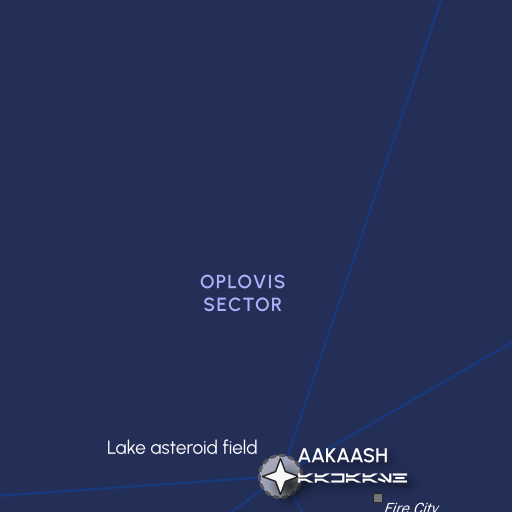 OPLOVIS
SECTOR
Lake asteroid field
AAKAASH
Fire City